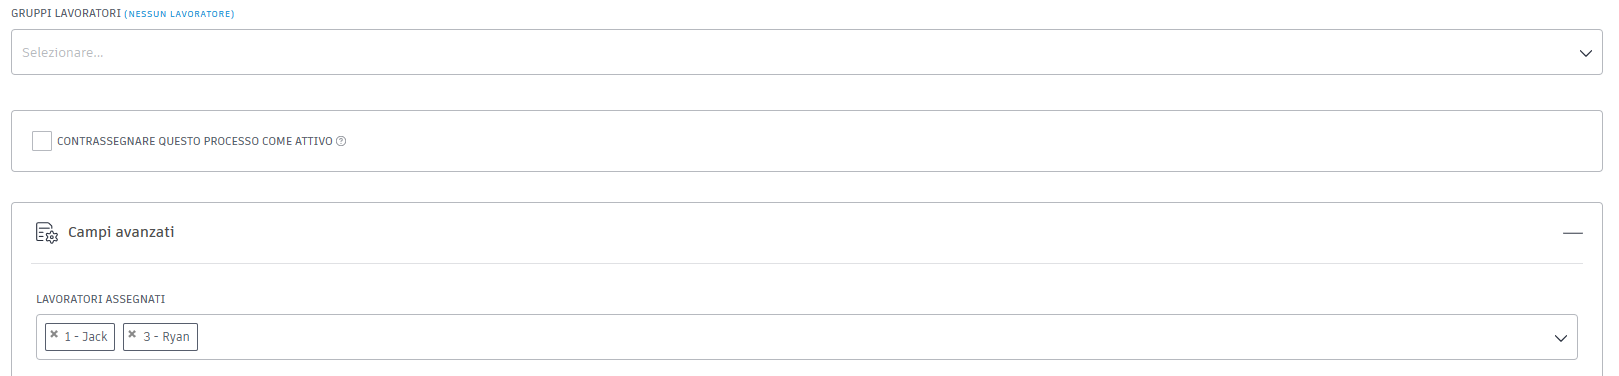 GRUPPI LAVORATORI (NESSUN LAVORATORE)
Selezionare...
CONTRASSEGNARE QUESTO PROCESSO COME ATTIVO
Campi avanzati
LAVORATORI ASSEGNATI
1 - Jack 3 - Ryan